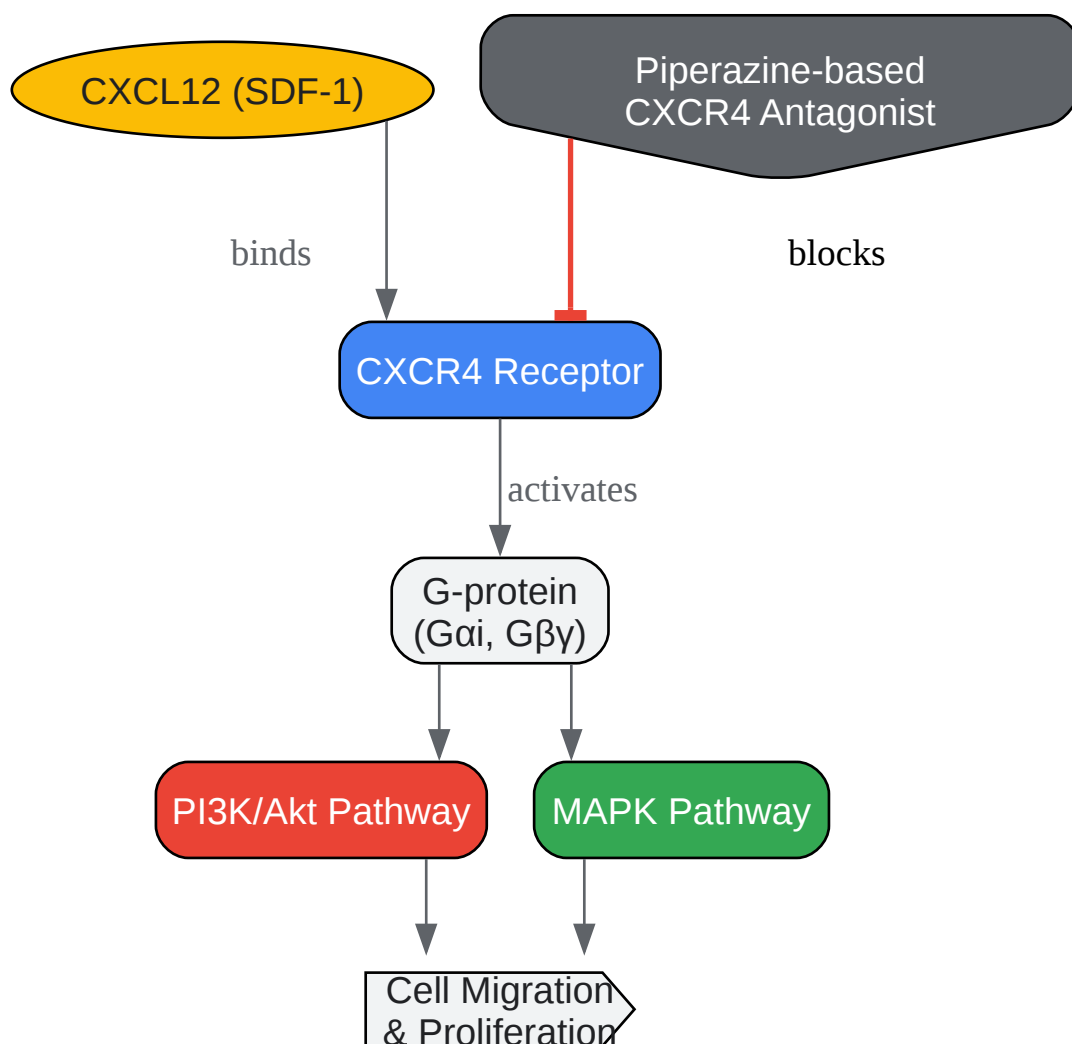 CXCL12 (SDF-1)
Piperazine-based
CXCR4 Antagonist
binds
blocks
CXCR4 Receptor
activates
G-protein
(Gαi, Gβγ)
PI3K/Akt Pathway
MAPK Pathway
Cell Migration
& Proliferation